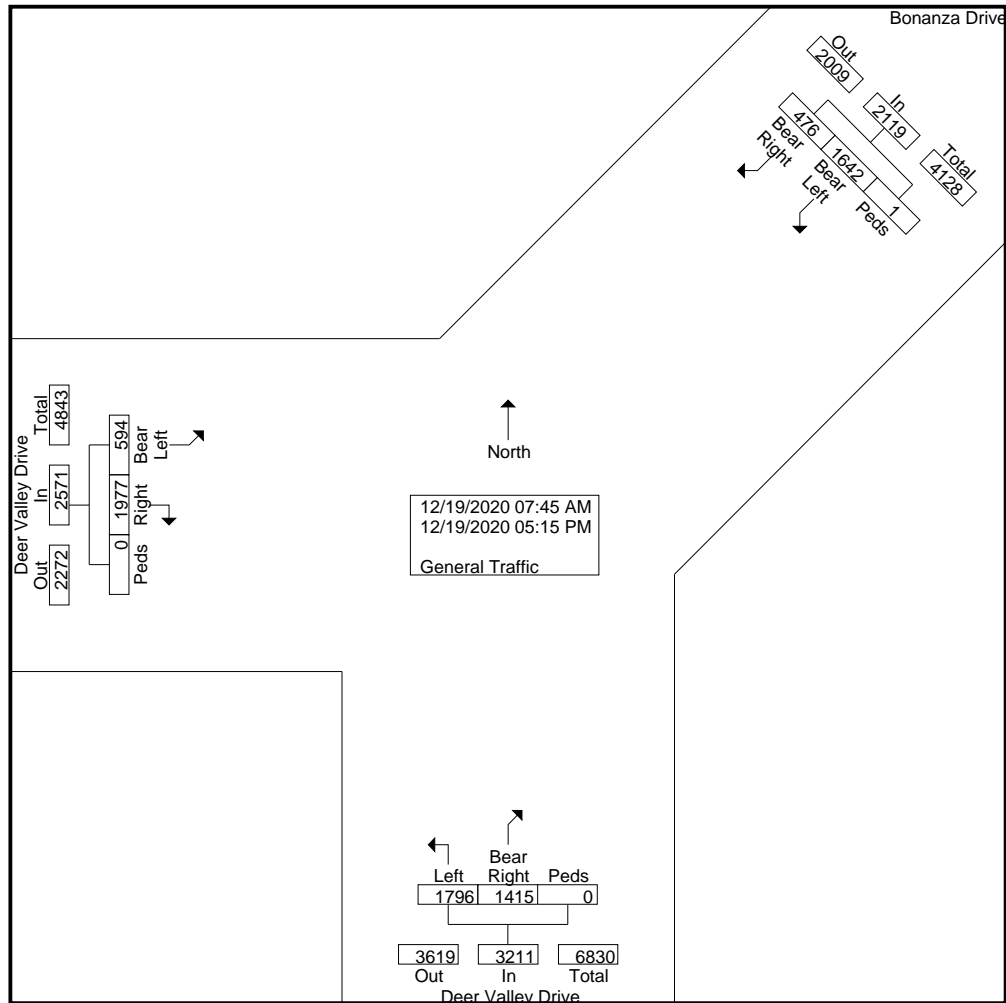 Bonanza Drive
Out
2009
In
2119
Total
4128
476 1642 1
Bear Right
Bear Left
Peds
Deer Valley Drive
Total
4843
In
2571
Out
2272
594
Bear Left
1977
Right
0
Peds
North
12/19/2020 07:45 AM
12/19/2020 05:15 PM
General Traffic
Bear
Left Right Peds
1796 1415 0
3619 3211 6830
Out In Total
Deer Valley Drive